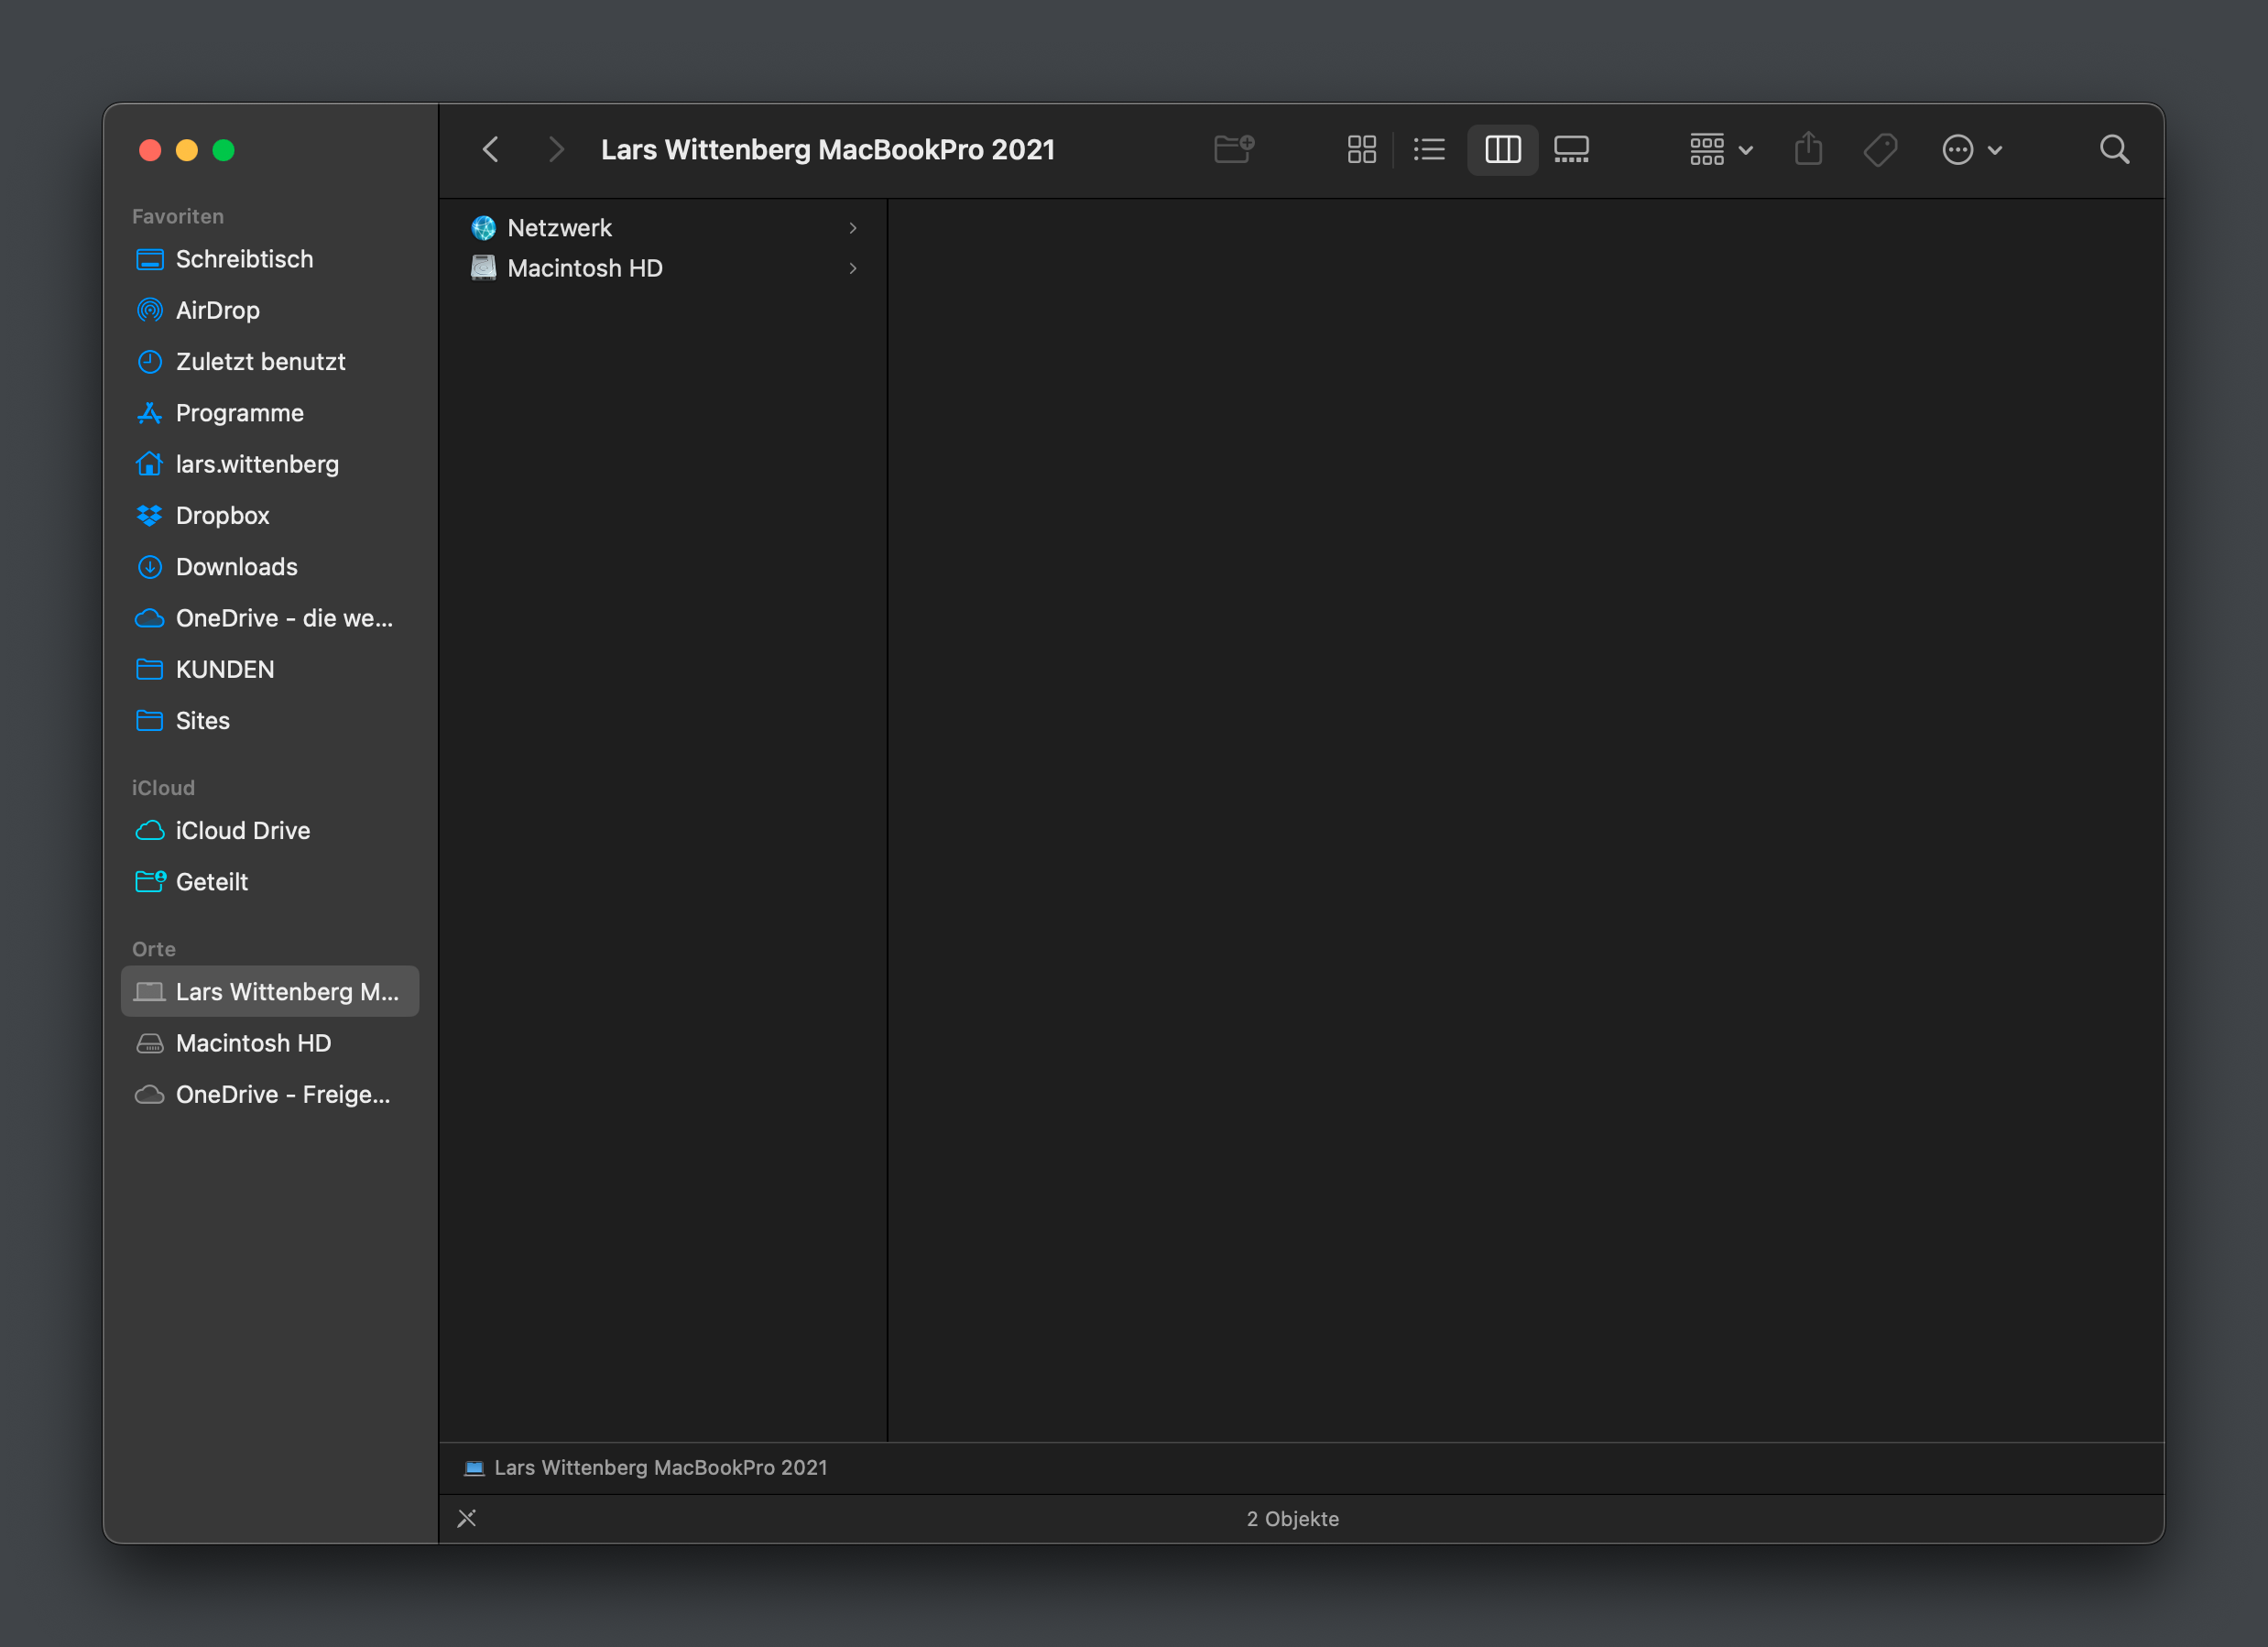 Lars Wittenberg MacBookPro 2021
Favoriten
Schreibtisch
AirDrop
Zuletzt benutzt
Programme
lars.wittenberg
Dropbox
Downloads
OneDrive - die we...
KUNDEN
Sites
iCloud
iCloud Drive
Geteilt
Orte
Lars Wittenberg M...
Macintosh HD
OneDrive - Freige...
Netzwerk
Macintosh HD
Lars Wittenberg MacBookPro 2021
2 Objekte